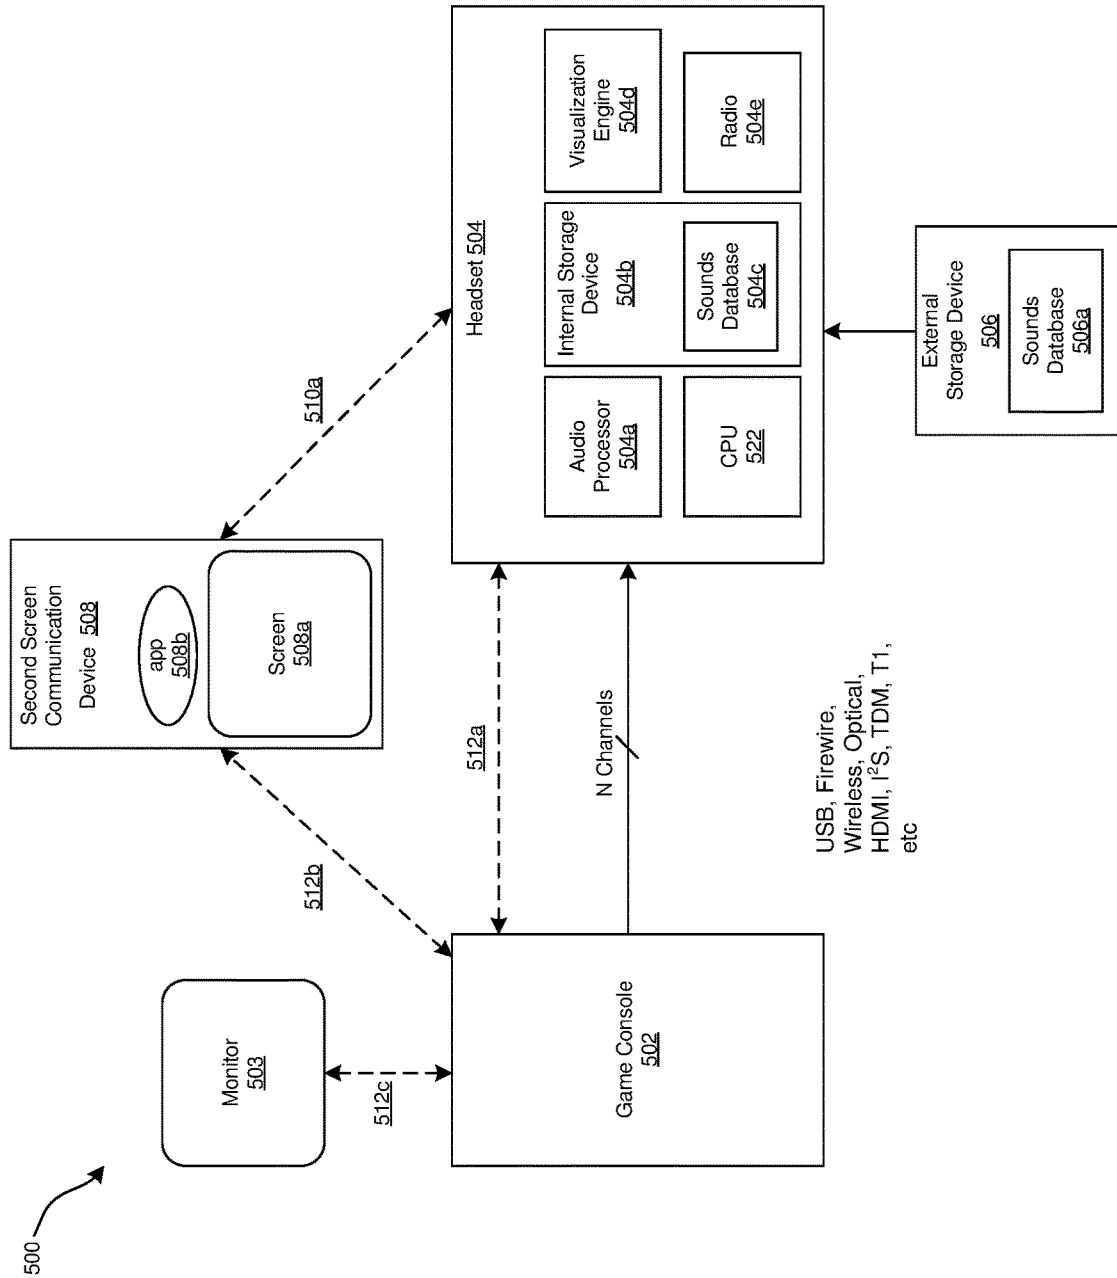 500
Monitor
503
512c
512b
Second Screen
Communication
Device 508
app
508b
Screen
508a
510a
Game Console
502
512a
N Channels
USB, Firewire,
Wireless, Optical,
HDMI, I²S, TDM, T1,
etc
Headset 504
Audio
Processor
504a
CPU
522
Internal Storage
Device
504b
Sounds
Database
504c
Visualization
Engine
504d
Radio
504e
External
Storage Device
506
Sounds
Database
506a